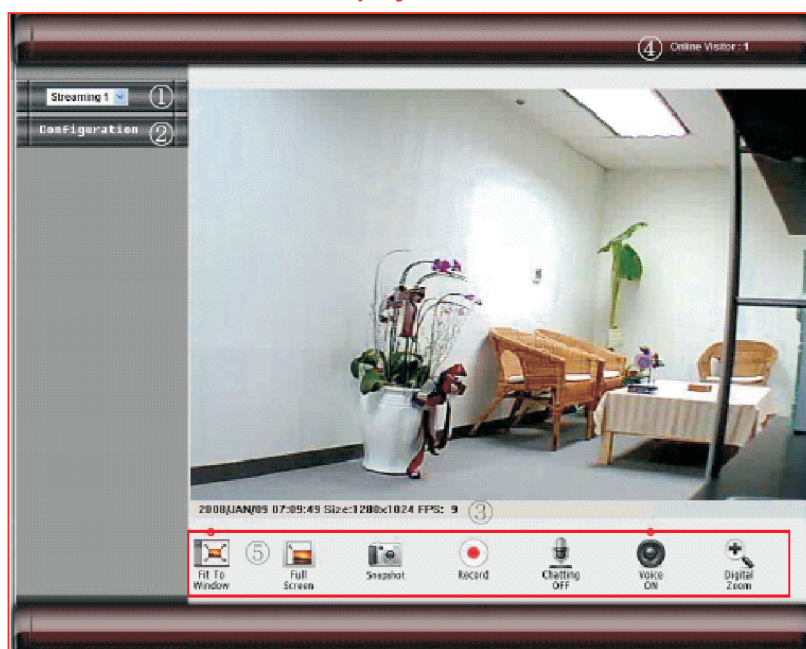 ④ Online Visitor : 1
Streaming 1 ①
Configuration ②
2008/JAN/09 07:09:49 Size:1280x1024 FPS: 9 ③
⑤
Fit To Window
Full Screen
Snapshot
Record
Chatting OFF
Voice ON
Digital Zoom